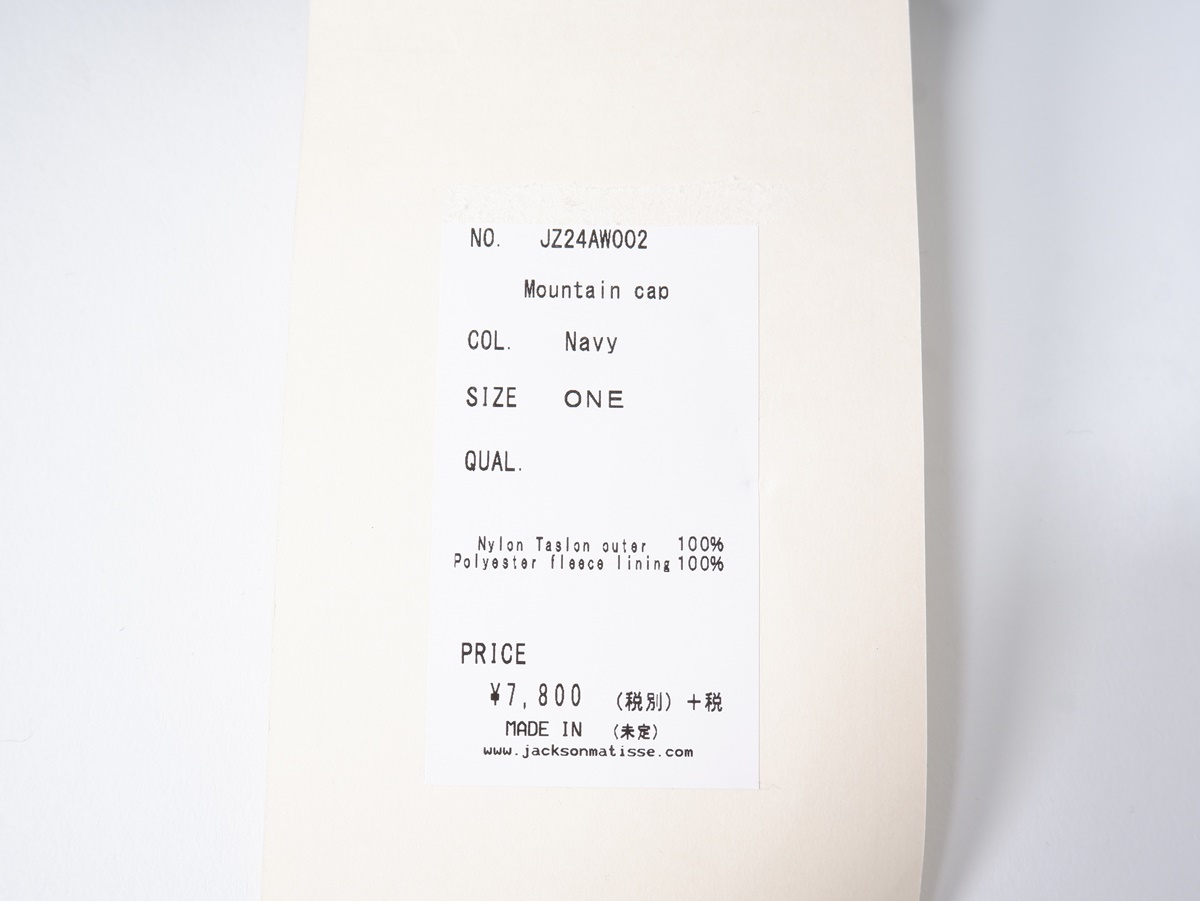 NO. JZ24AW002
Mountain cap
COL. Navy
SIZE ONE
QUAL.
Nylon Taslon outer 100%
Polyester fleece lining 100%
PRICE
¥7,800 (税別)+税
MADE IN (未定)
www.jacksonmatisse.com